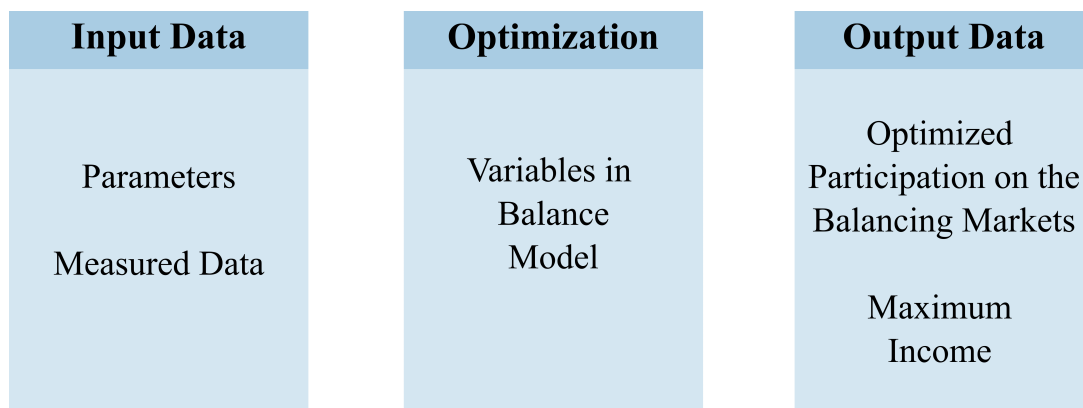 Input Data
Parameters
Measured Data
Optimization
Variables in
Balance
Model
Output Data
Optimized
Participation on the
Balancing Markets
Maximum
Income